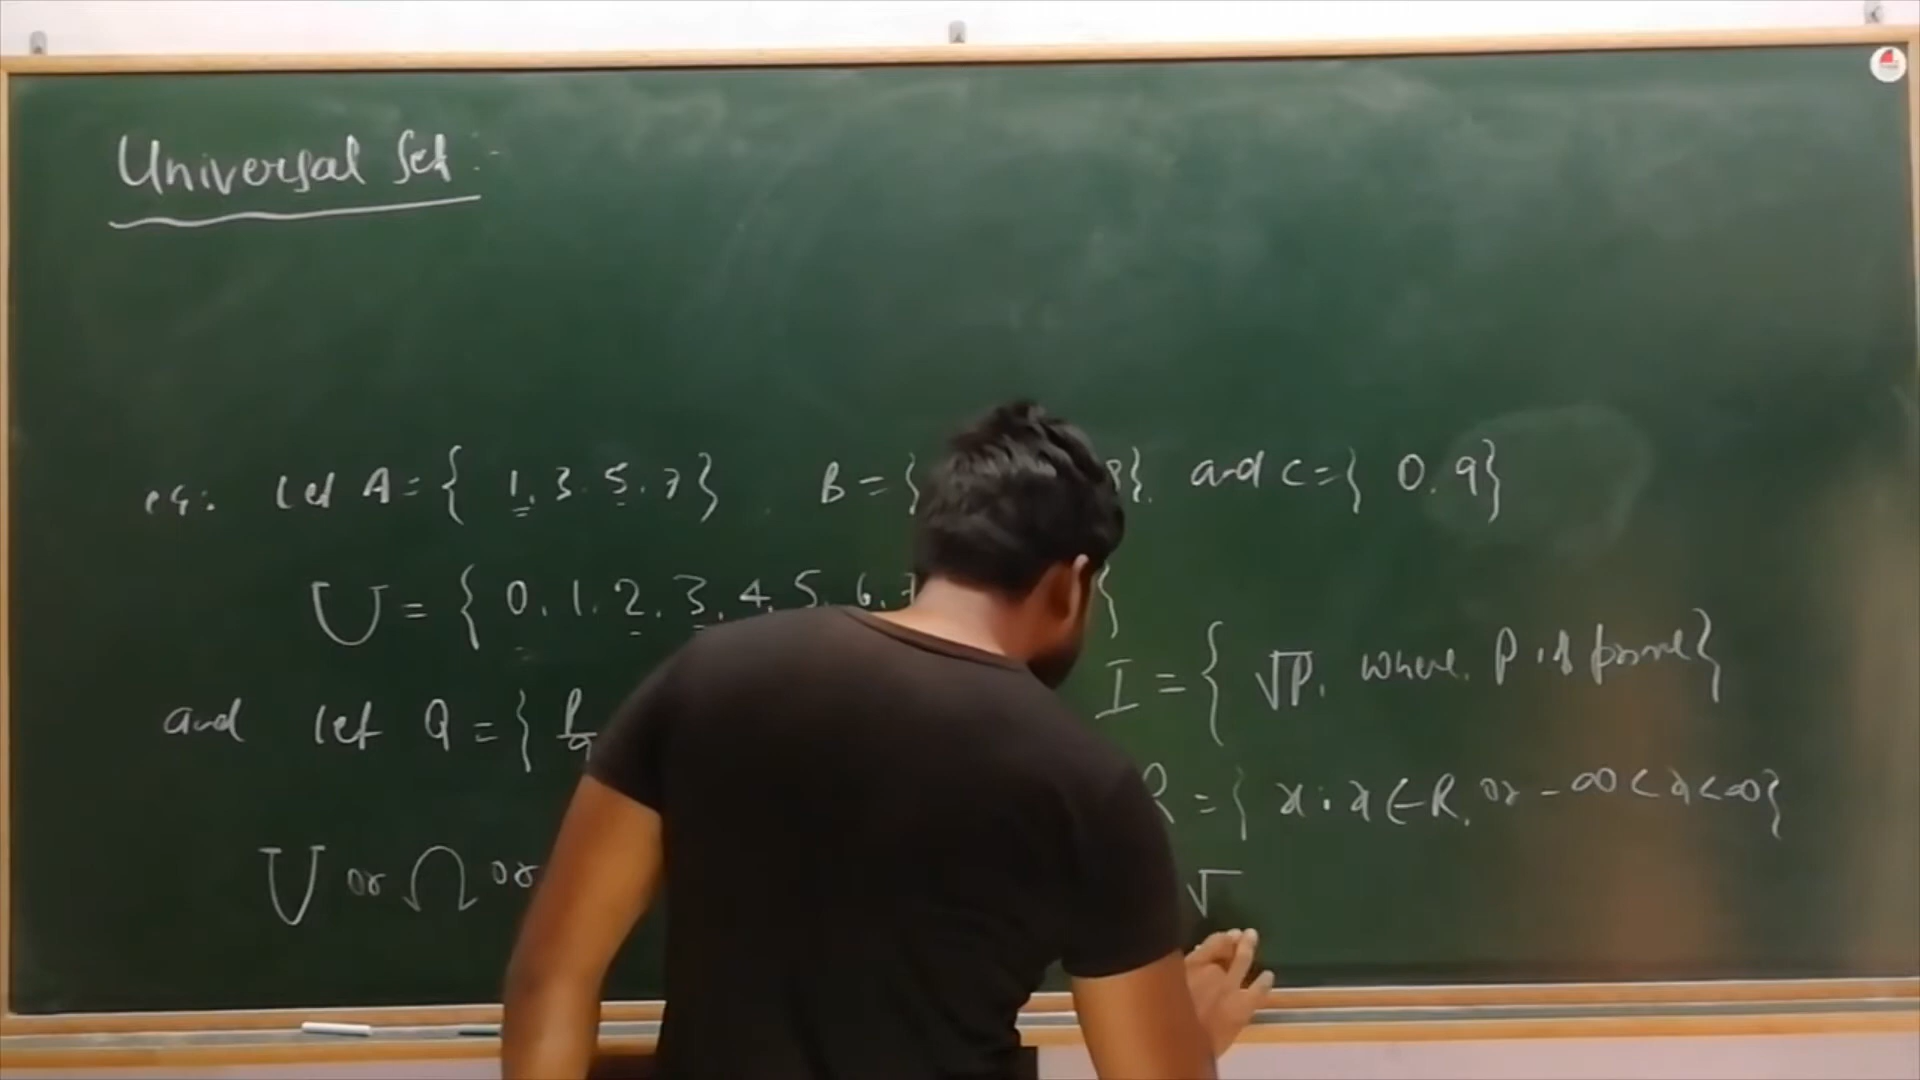 Universal Set :-
eg: Let A = { 1, 3, 5, 7 } , B = { 8 }, and C = { 0, 9 }
U = { 0, 1, 2, 3, 4, 5, 6, 7 }
I = { √P, where P is prime }
and let Q = { P/q
R = { x : x ∈ R, or -∞ < x < ∞ }
U or Ω or
√